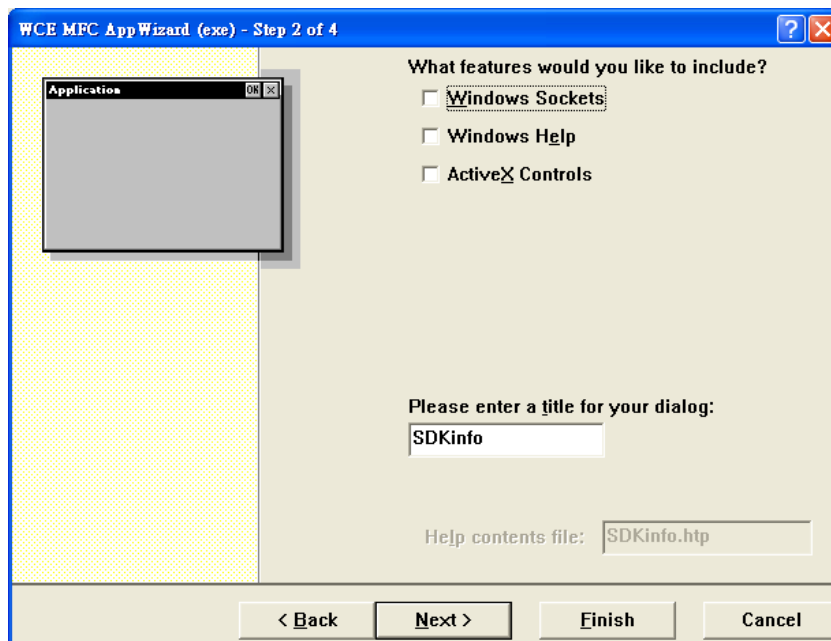 WCE MFC AppWizard (exe) - Step 2 of 4
Application OK
What features would you like to include?
Windows Sockets
Windows Help
ActiveX Controls
Please enter a title for your dialog:
SDKinfo
Help contents file: SDKinfo.htp
< Back Next > Finish Cancel